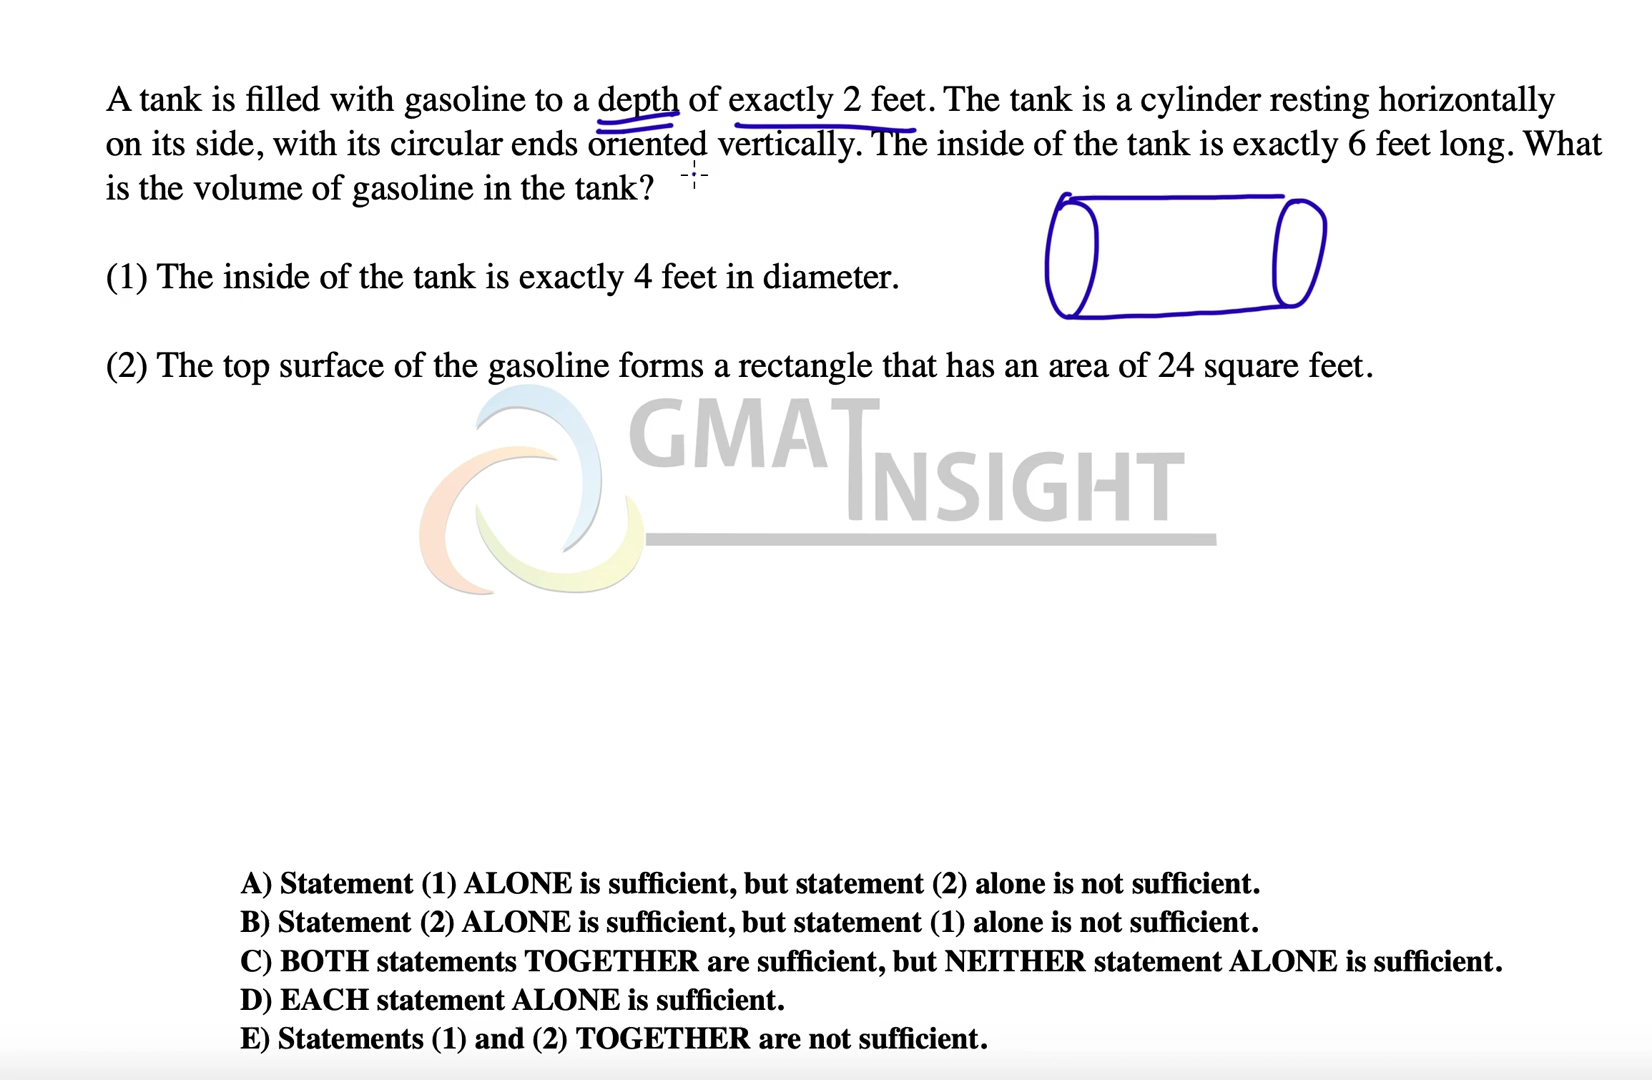 A tank is filled with gasoline to a depth of exactly 2 feet. The tank is a cylinder resting horizontally
on its side, with its circular ends oriented vertically. The inside of the tank is exactly 6 feet long. What
is the volume of gasoline in the tank?
(1) The inside of the tank is exactly 4 feet in diameter.
(2) The top surface of the gasoline forms a rectangle that has an area of 24 square feet.
GMATINSIGHT
A) Statement (1) ALONE is sufficient, but statement (2) alone is not sufficient.
B) Statement (2) ALONE is sufficient, but statement (1) alone is not sufficient.
C) BOTH statements TOGETHER are sufficient, but NEITHER statement ALONE is sufficient.
D) EACH statement ALONE is sufficient.
E) Statements (1) and (2) TOGETHER are not sufficient.